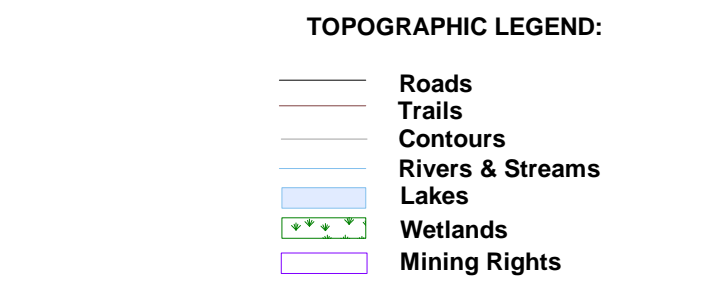 TOPOGRAPHIC LEGEND:
Roads
Trails
Contours
Rivers & Streams
Lakes
Wetlands
Mining Rights